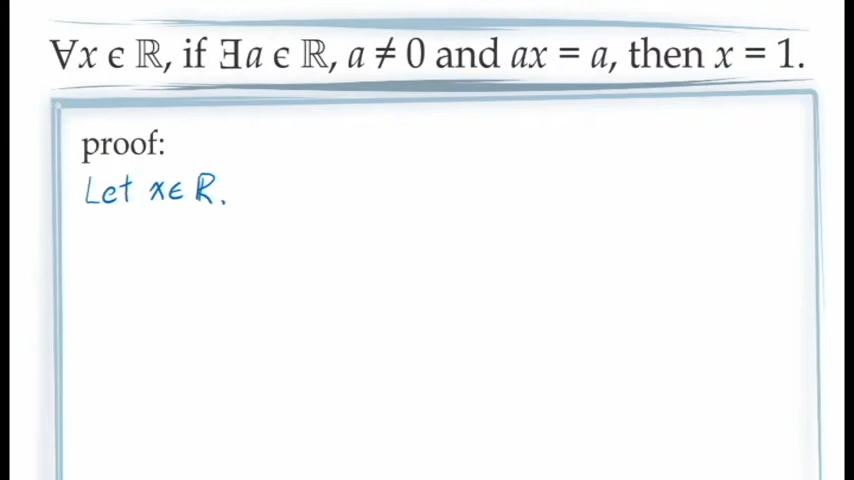 ∀x ϵ ℝ, if ∃a ϵ ℝ, a ≠ 0 and ax = a, then x = 1.
proof:
Let x ϵ ℝ.